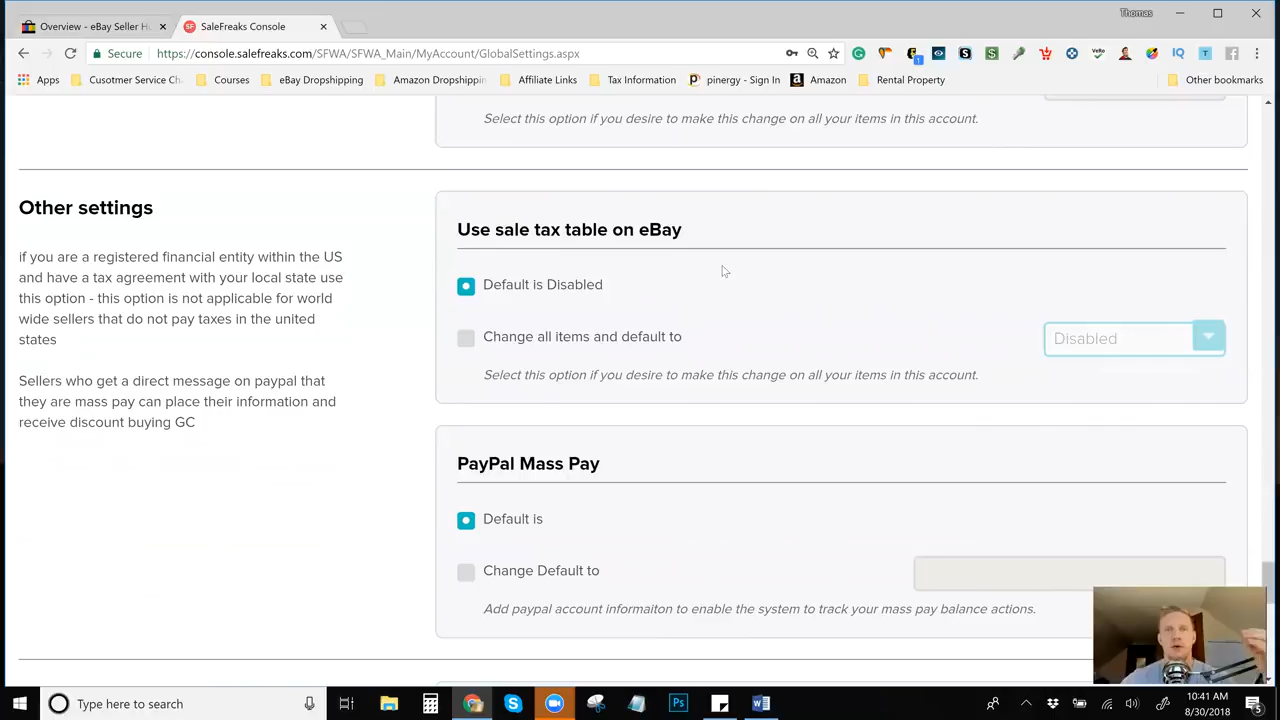 Overview - eBay Seller H
SaleFreaks Console
Thomas
Secure
https://console.salefreaks.com/SFWA/SFWA_Main/MyAccount/GlobalSettings.aspx
Apps
Cusotmer Service Ch
Courses
eBay Dropshipping
Amazon Dropshippin
Affiliate Links
Tax Information
pinergy - Sign In
Amazon
Rental Property
Other bookmarks
Select this option if you desire to make this change on all your items in this account.
Other settings
if you are a registered financial entity within the US
and have a tax agreement with your local state use
this option - this option is not applicable for world
wide sellers that do not pay taxes in the united
states
Sellers who get a direct message on paypal that
they are mass pay can place their information and
receive discount buying GC
Use sale tax table on eBay
Default is Disabled
Change all items and default to
Disabled
Select this option if you desire to make this change on all your items in this account.
PayPal Mass Pay
Default is
Change Default to
Add paypal account informaiton to enable the system to track your mass pay balance actions.
Type here to search
10:41 AM
8/30/2018